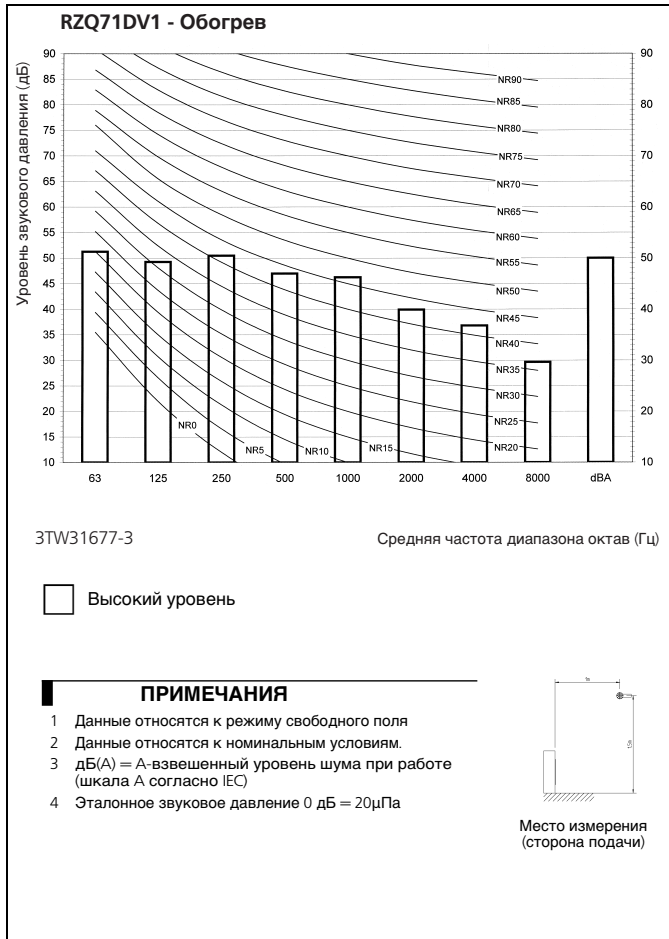 RZQ71DV1 - Обогрев
Уровень звукового давления (дБ)
90 90
85
80 80
75
70 70
65
60 60
55
50 50
45
40 40
35
30 30
25
20 20
15
10 10
NR90
NR85
NR80
NR75
NR70
NR65
NR60
NR55
NR50
NR45
NR40
NR35
NR30
NR25
NR20
NR0 NR5 NR10 NR15
63 125 250 500 1000 2000 4000 8000 dBA
3TW31677-3 Средняя частота диапазона октав (Гц)
Высокий уровень
ПРИМЕЧАНИЯ
1 Данные относятся к режиму свободного поля
2 Данные относятся к номинальным условиям.
3 дБ(A) = А-взвешенный уровень шума при работе
(шкала А согласно IEC)
4 Эталонное звуковое давление 0 дБ = 20µПа
Место измерения
(сторона подачи)